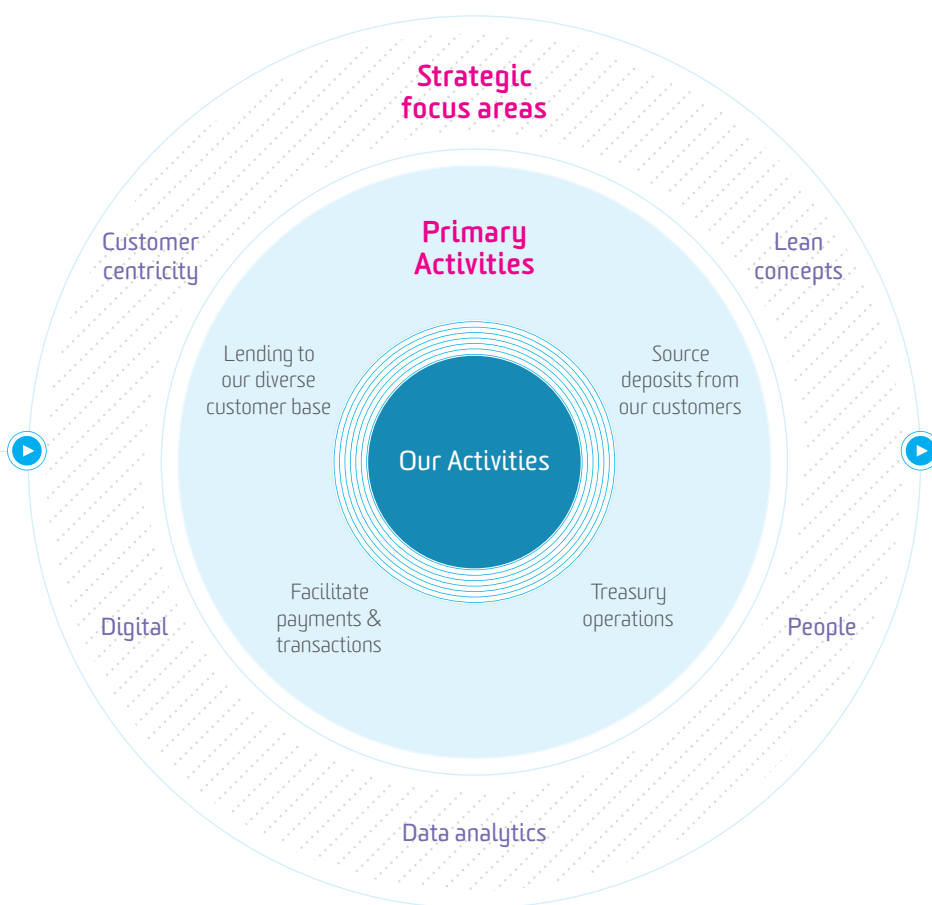 Strategic
focus areas
Customer
centricity
Lean
concepts
Primary
Activities
Lending to
our diverse
customer base
Source
deposits from
our customers
Our Activities
Facilitate
payments &
transactions
Treasury
operations
Digital
People
Data analytics